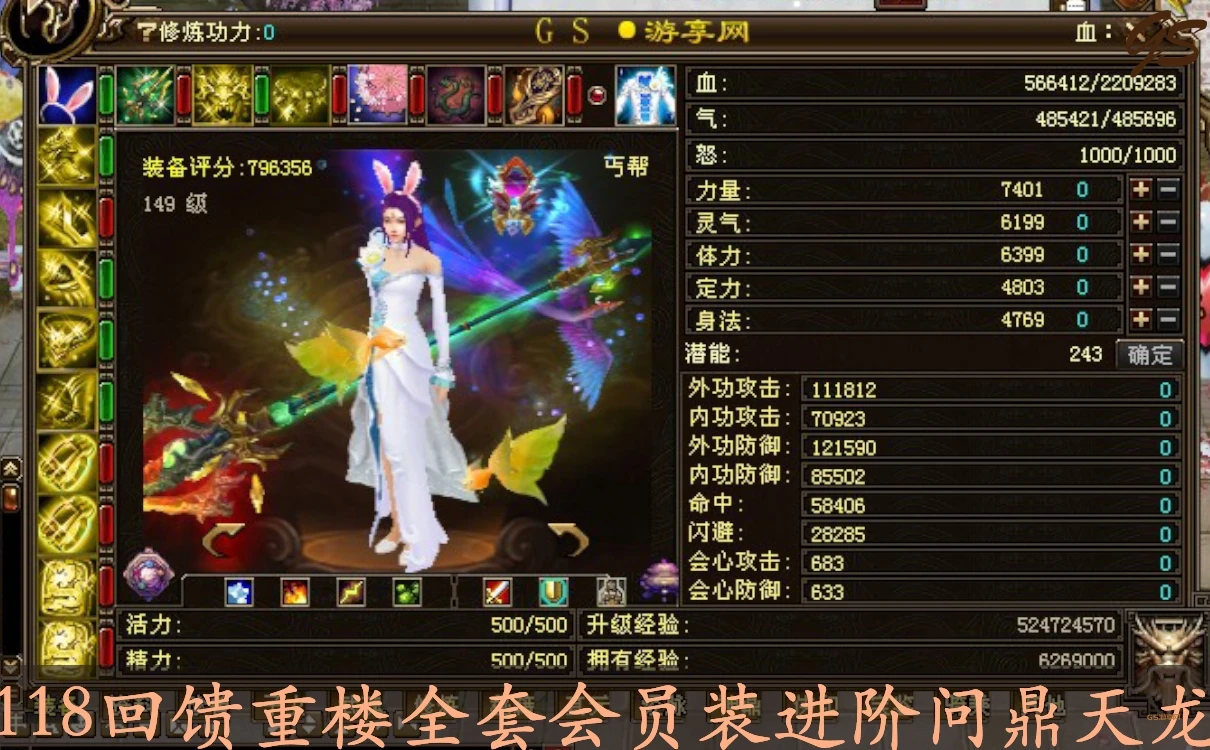 修炼功力:0
GS●游享网
血:
血: 566412/2209283
气: 485421/485696
怒: 1000/1000
装备评分:796356
丐帮
149 级
力量: 7401 0
灵气: 6199 0
体力: 6399 0
定力: 4803 0
身法: 4769 0
潜能: 243 确定
外功攻击: 111812 0
内功攻击: 70923 0
外功防御: 121590 0
内功防御: 85502 0
命中: 58406 0
闪避: 28285 0
会心攻击: 683 0
会心防御: 633 0
活力: 500/500 升级经验: 524724570
精力: 500/500 拥有经验: 6269000
118回馈重楼全套会员装进阶问鼎天龙